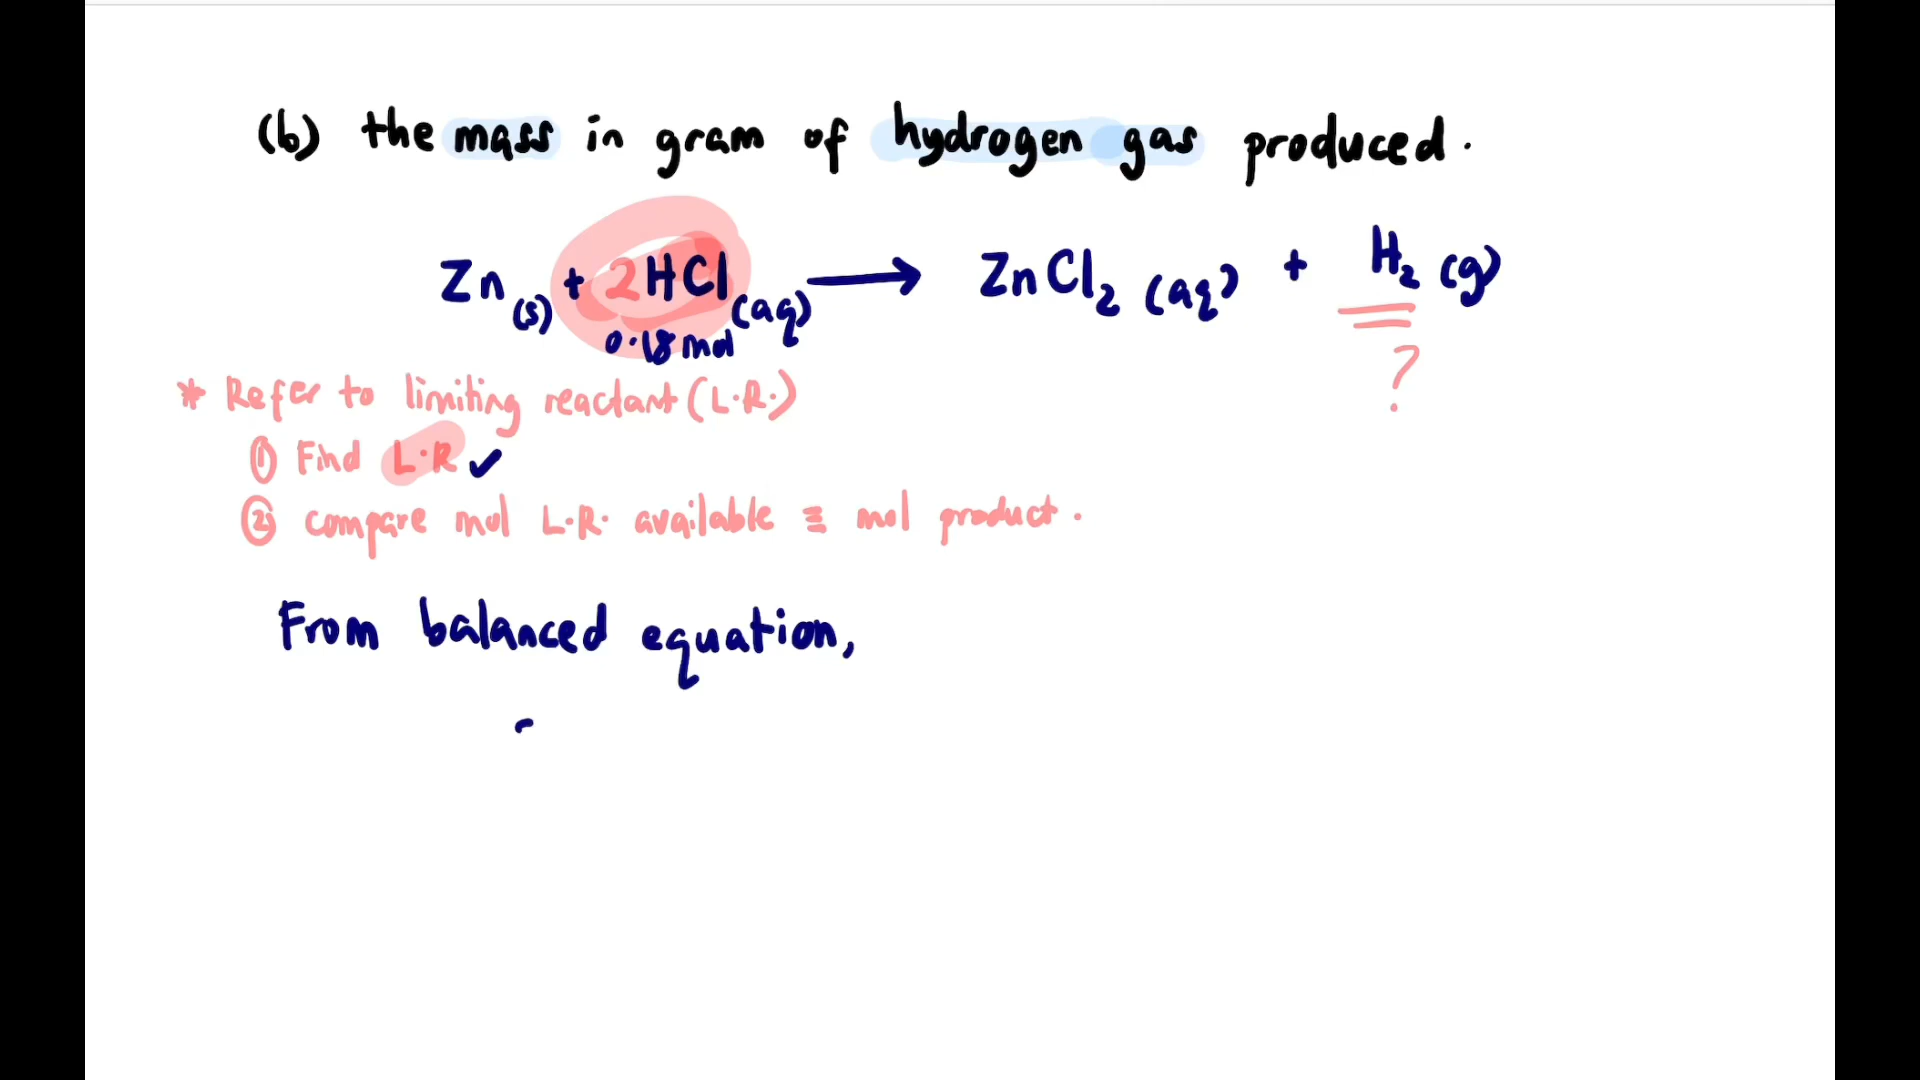 (b) the mass in gram of hydrogen gas produced.
Zn (s) + 2HCl (aq) → ZnCl₂ (aq) + H₂ (g)
0.18 mol
?
* Refer to limiting reactant (L.R.)
① Find L.R ✓
② compare mol L.R. available ≡ mol product.
From balanced equation,